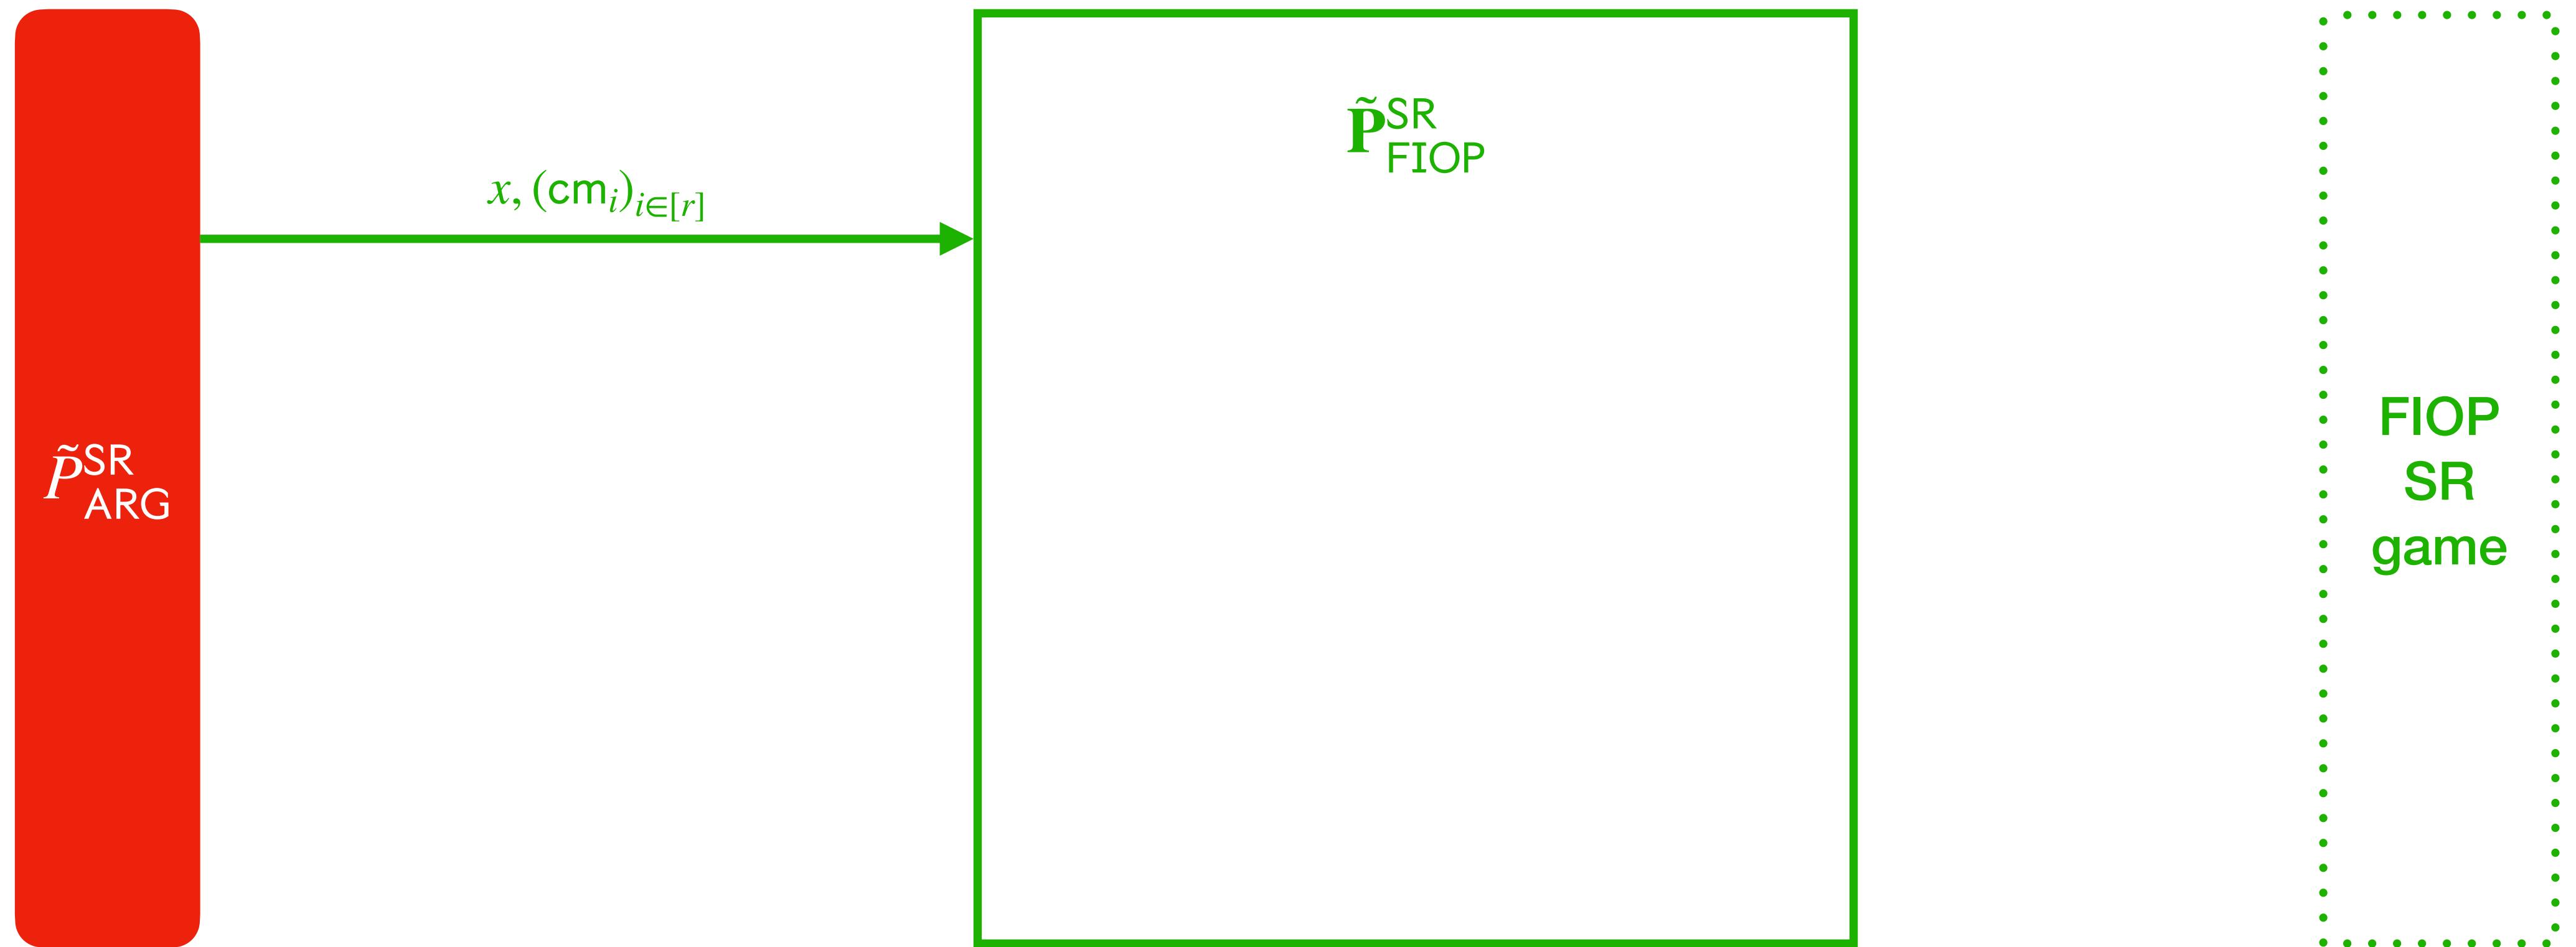 P̃^SR_ARG
x, (cm_i)_{i∈[r]}
P̃^SR_FIOP
FIOP
SR
game